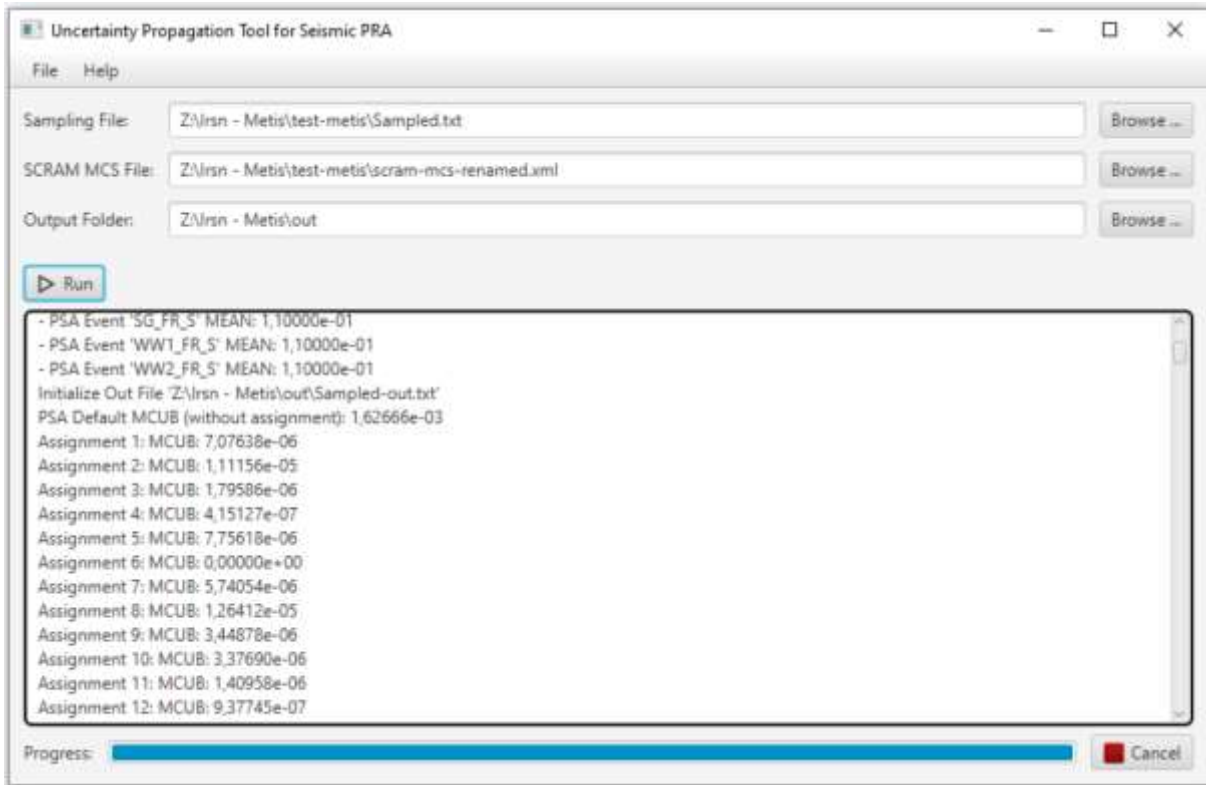 Uncertainty Propagation Tool for Seismic PRA
File Help
Sampling File: Z:\Irsn - Metis\test-metis\Sampled.txt Browse ...
SCRAM MCS File: Z:\Irsn - Metis\test-metis\scram-mcs-renamed.xml Browse ...
Output Folder: Z:\Irsn - Metis\out Browse ...
Run
- PSA Event 'SG_FR_S' MEAN: 1,10000e-01
- PSA Event 'WW1_FR_S' MEAN: 1,10000e-01
- PSA Event 'WW2_FR_S' MEAN: 1,10000e-01
Initialize Out File 'Z:\Irsn - Metis\out\Sampled-out.txt'
PSA Default MCUB (without assignment): 1,62666e-03
Assignment 1: MCUB: 7,07638e-06
Assignment 2: MCUB: 1,11156e-05
Assignment 3: MCUB: 1,79586e-06
Assignment 4: MCUB: 4,15127e-07
Assignment 5: MCUB: 7,75618e-06
Assignment 6: MCUB: 0,00000e+00
Assignment 7: MCUB: 5,74054e-06
Assignment 8: MCUB: 1,26412e-05
Assignment 9: MCUB: 3,44878e-06
Assignment 10: MCUB: 3,37690e-06
Assignment 11: MCUB: 1,40958e-06
Assignment 12: MCUB: 9,37745e-07
Progress: Cancel